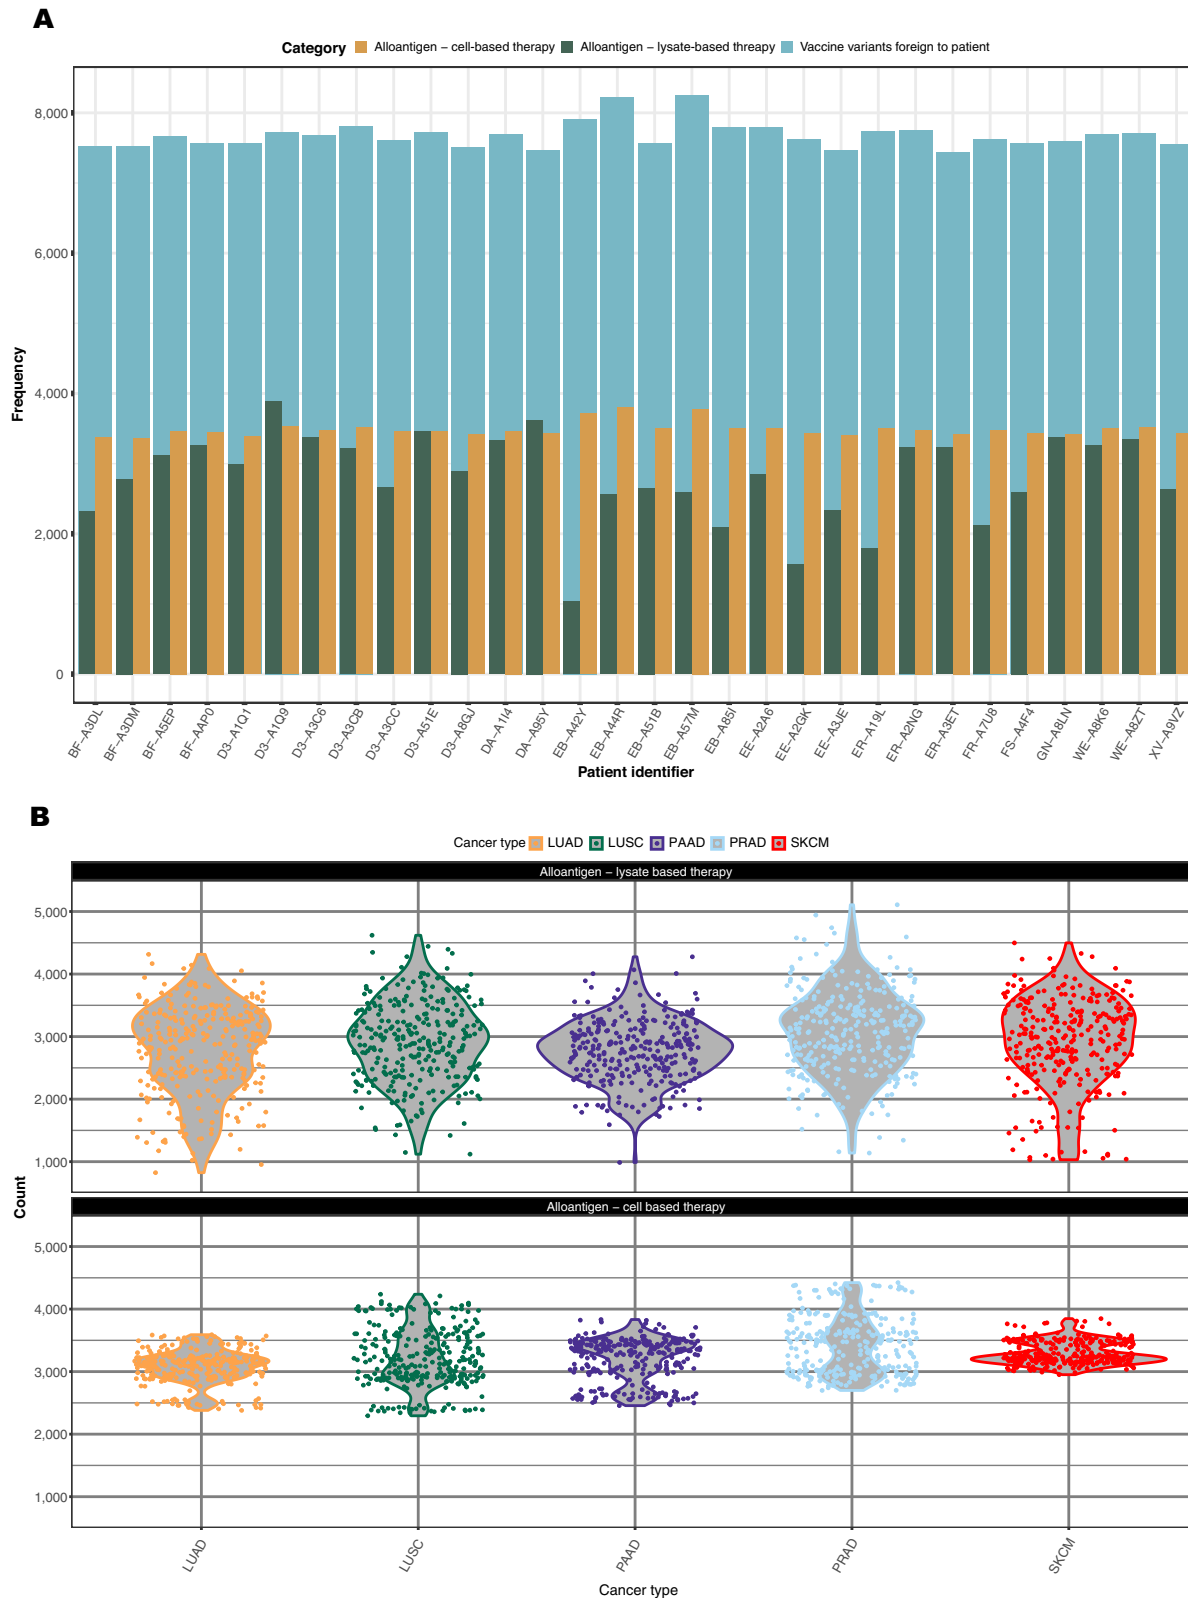 A
Category Alloantigen − cell-based therapy Alloantigen − lysate-based threapy Vaccine variants foreign to patient
Frequency
8,000
6,000
4,000
2,000
0
BF−A3DL BF−A3DM BF−A5EP BF−AAP0 D3−A1Q1 D3−A1Q9 D3−A3C6 D3−A3CB D3−A3CC D3−A51E D3−A8GJ DA−A1I4 DA−A95Y EB−A42Y EB−A44R EB−A51B EB−A57M EB−A85I EE−A2A6 EE−A2GK EE−A3JE ER−A19L ER−A2NG ER−A3ET FR−A7U8 FS−A4F4 GN−A8LN WE−A8K6 WE−A8ZT XV−A9VZ
Patient identifier
B
Cancer type LUAD LUSC PAAD PRAD SKCM
Alloantigen − lysate based therapy
5,000
4,000
3,000
2,000
1,000
Count
Alloantigen − cell based therapy
5,000
4,000
3,000
2,000
1,000
LUAD LUSC PAAD PRAD SKCM
Cancer type